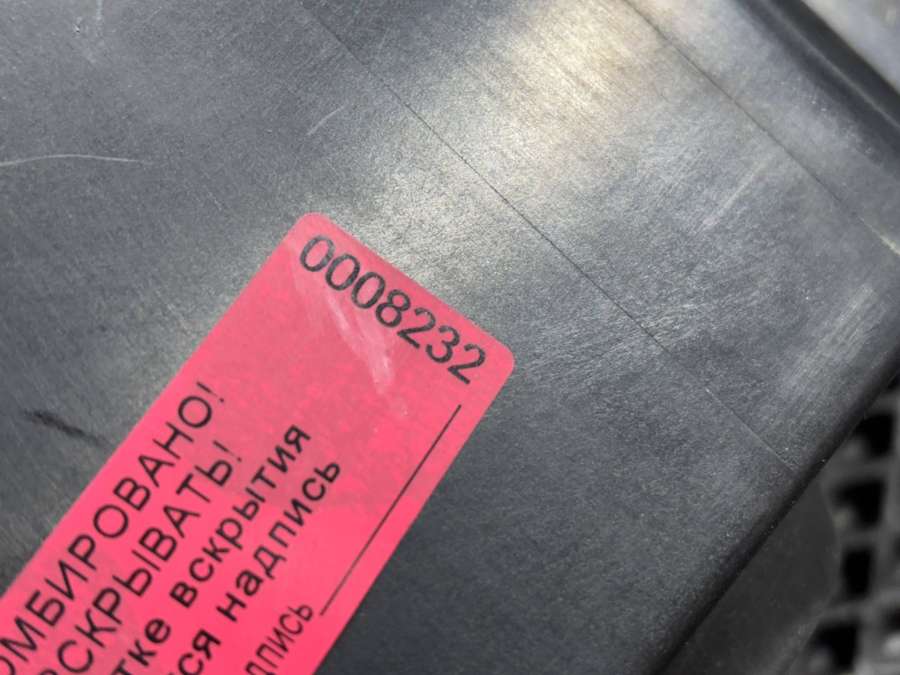 0008232
ОМБИРОВАНО!
ВСКРЫВАТЬ!
тке вскрытия
тся надпись
дпись